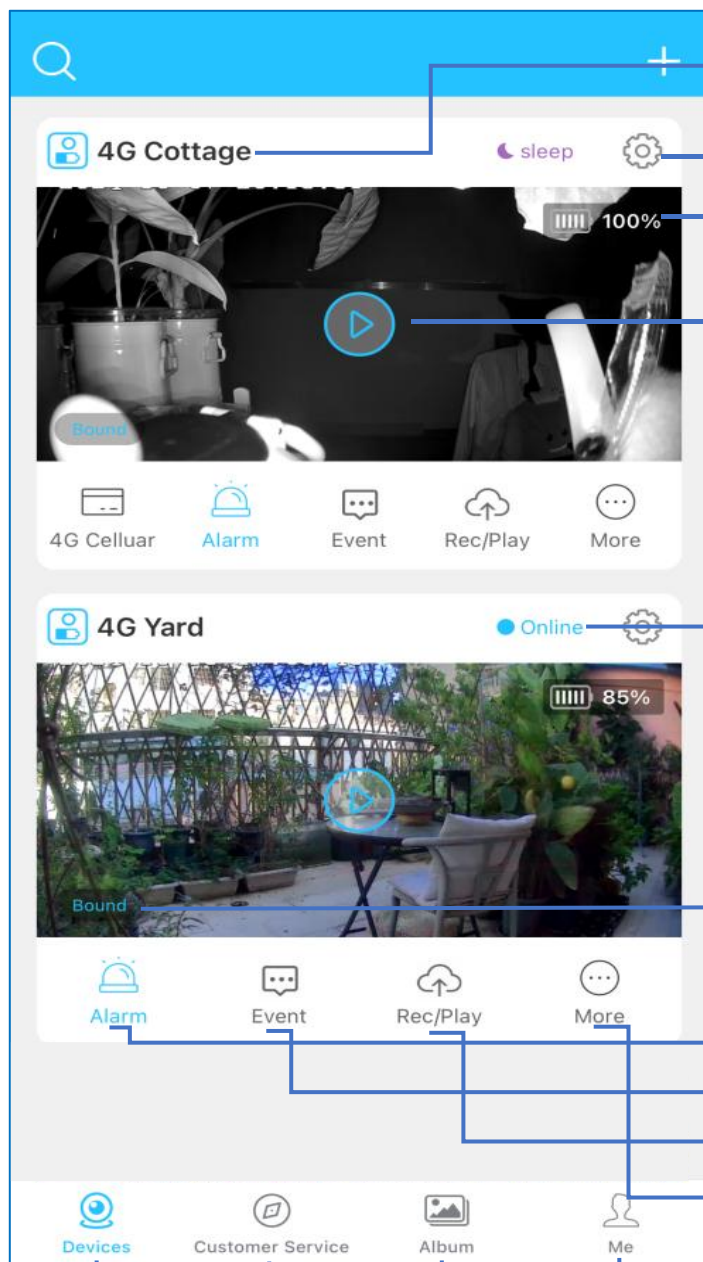 4G Cottage
sleep
100%
Bound
4G Celluar
Alarm
Event
Rec/Play
More
4G Yard
Online
85%
Bound
Alarm
Event
Rec/Play
More
Devices
Customer Service
Album
Me